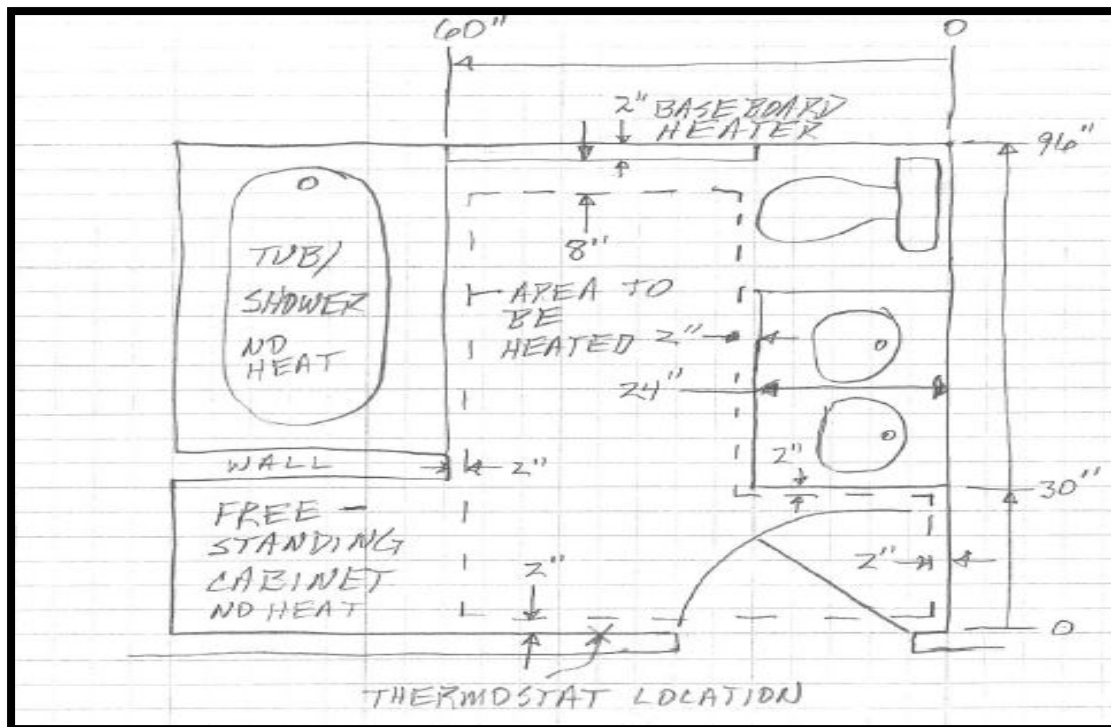 60"
0
2" BASEBOARD
HEATER
96"
8"
TUB/
SHOWER
NO
HEAT
AREA TO
BE
HEATED
2"
24"
WALL
2"
2"
30"
FREE-
STANDING
CABINET
NO HEAT
2"
2"
0
THERMOSTAT LOCATION